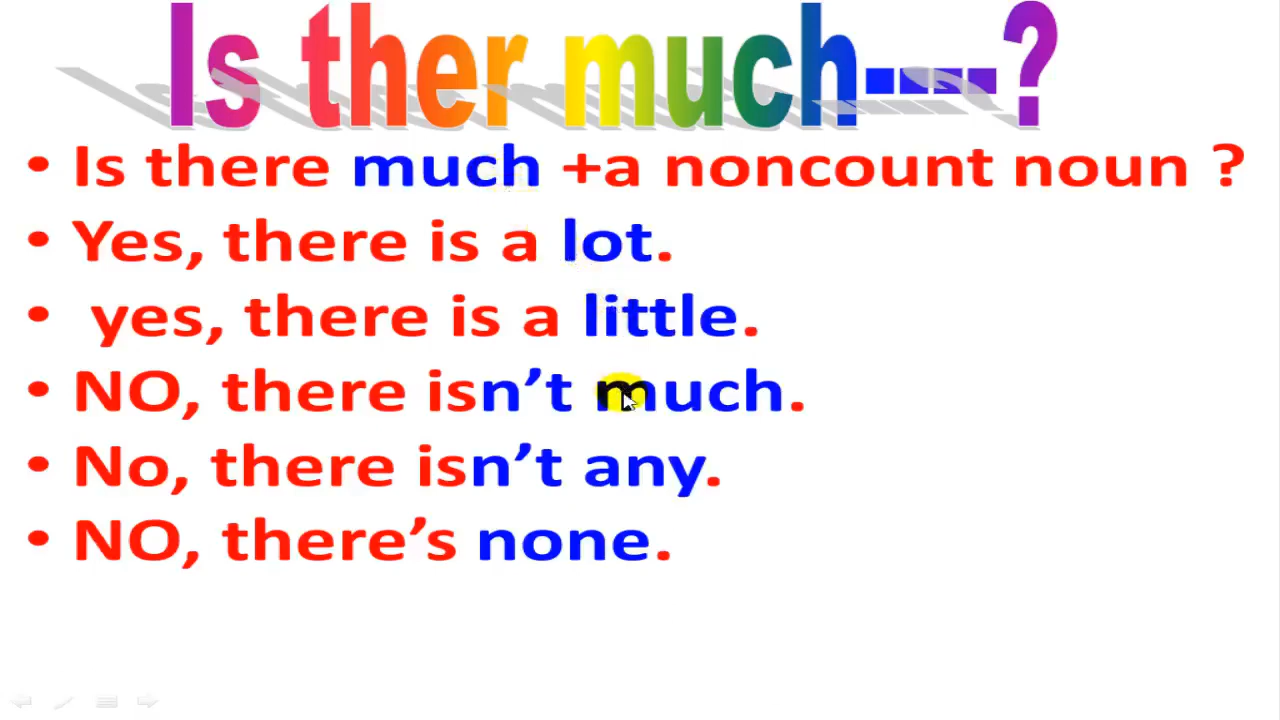 Is ther much----?
• Is there much +a noncount noun ?
• Yes, there is a lot.
• yes, there is a little.
• NO, there isn’t much.
• No, there isn’t any.
• NO, there’s none.